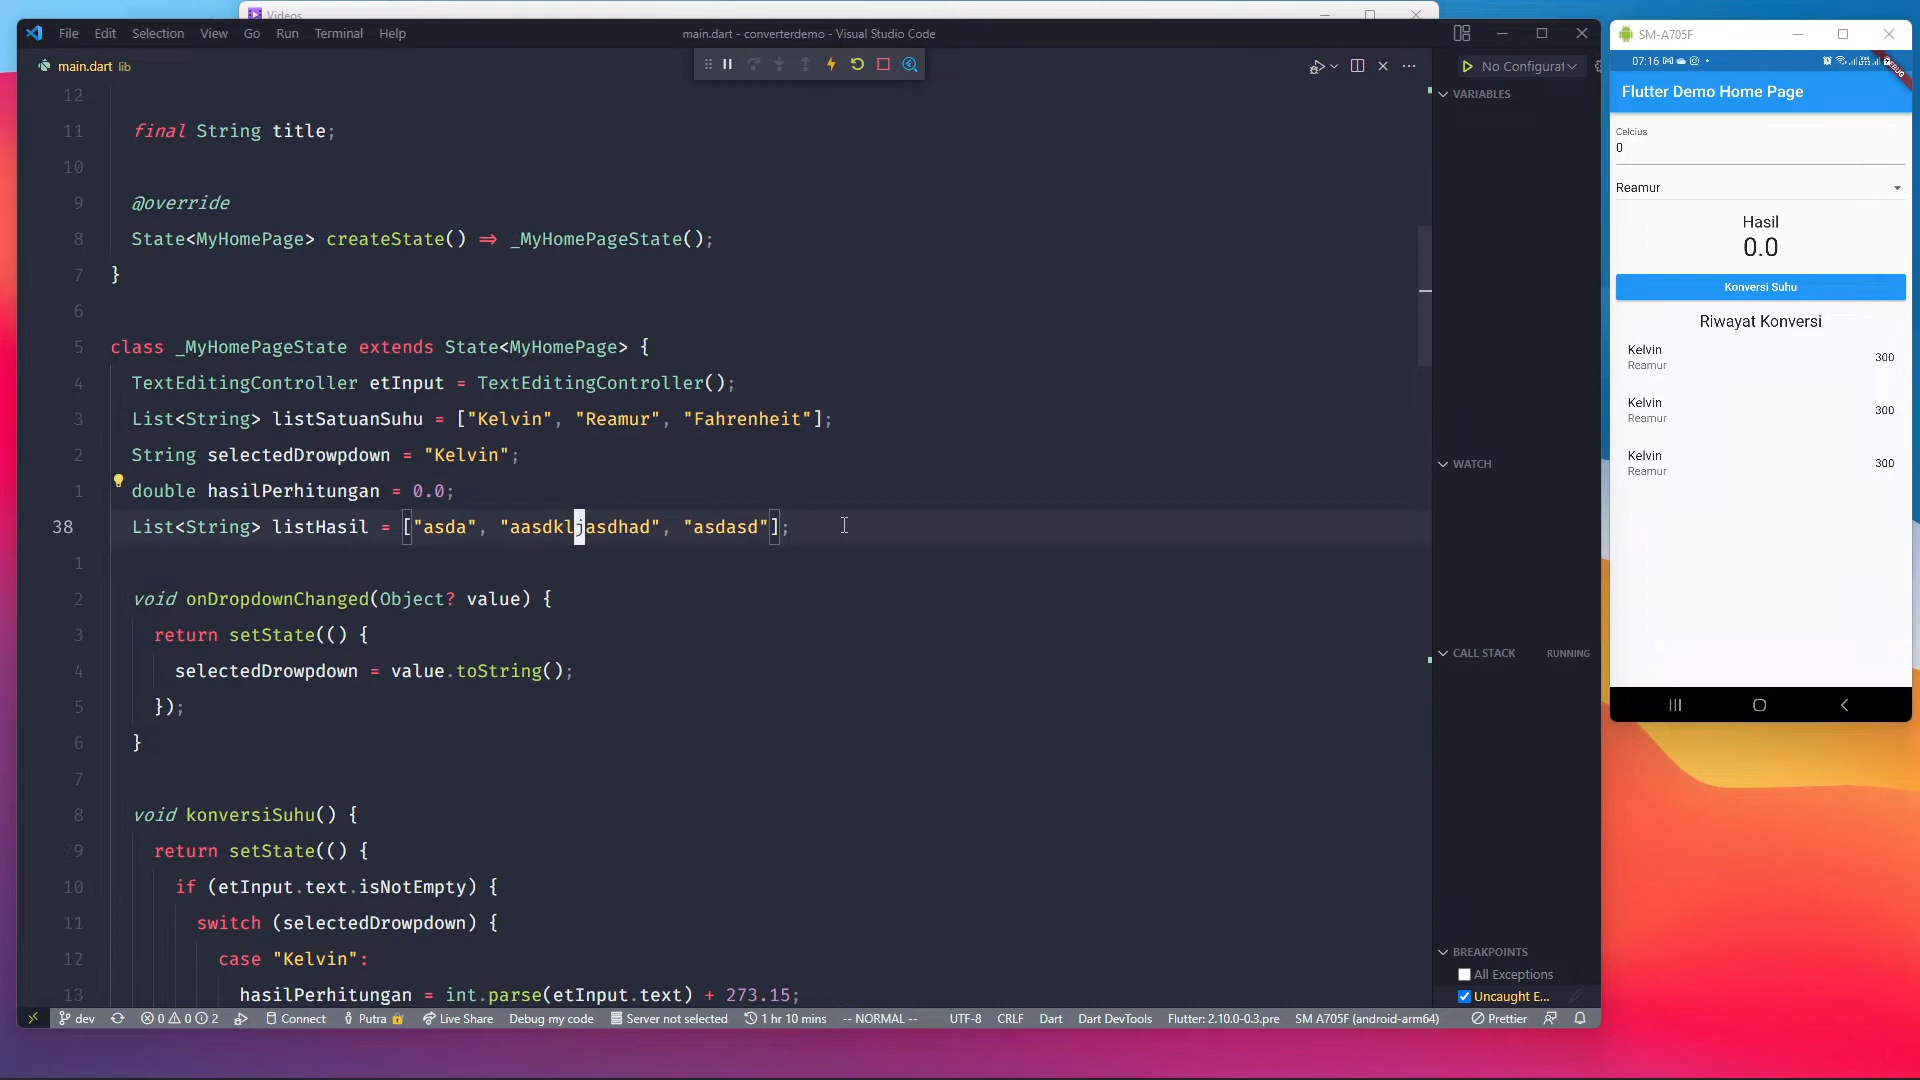 Videos
File Edit Selection View Go Run Terminal Help
main.dart - converterdemo - Visual Studio Code
main.dart lib
No Configurat
12
11 final String title;
10
9 @override
8 State<MyHomePage> createState() => _MyHomePageState();
7 }
6
5 class _MyHomePageState extends State<MyHomePage> {
4 TextEditingController etInput = TextEditingController();
3 List<String> listSatuanSuhu = ["Kelvin", "Reamur", "Fahrenheit"];
2 String selectedDrowpdown = "Kelvin";
1 double hasilPerhitungan = 0.0;
38 List<String> listHasil = ["asda", "aasdkljasdhad", "asdasd"];
1
2 void onDropdownChanged(Object? value) {
3 return setState(() {
4 selectedDrowpdown = value.toString();
5 });
6 }
7
8 void konversiSuhu() {
9 return setState(() {
10 if (etInput.text.isNotEmpty) {
11 switch (selectedDrowpdown) {
12 case "Kelvin":
13 hasilPerhitungan = int.parse(etInput.text) + 273.15;
VARIABLES
WATCH
CALL STACK RUNNING
BREAKPOINTS
All Exceptions
Uncaught E...
dev 0 0 2 Connect Putra Live Share Debug my code Server not selected 1 hr 10 mins -- NORMAL -- UTF-8 CRLF Dart Dart DevTools Flutter: 2.10.0-0.3.pre SM A705F (android-arm64) Prettier
SM-A705F
07:16
Flutter Demo Home Page
Celcius
0
Reamur
Hasil
0.0
Konversi Suhu
Riwayat Konversi
Kelvin
Reamur
300
Kelvin
Reamur
300
Kelvin
Reamur
300